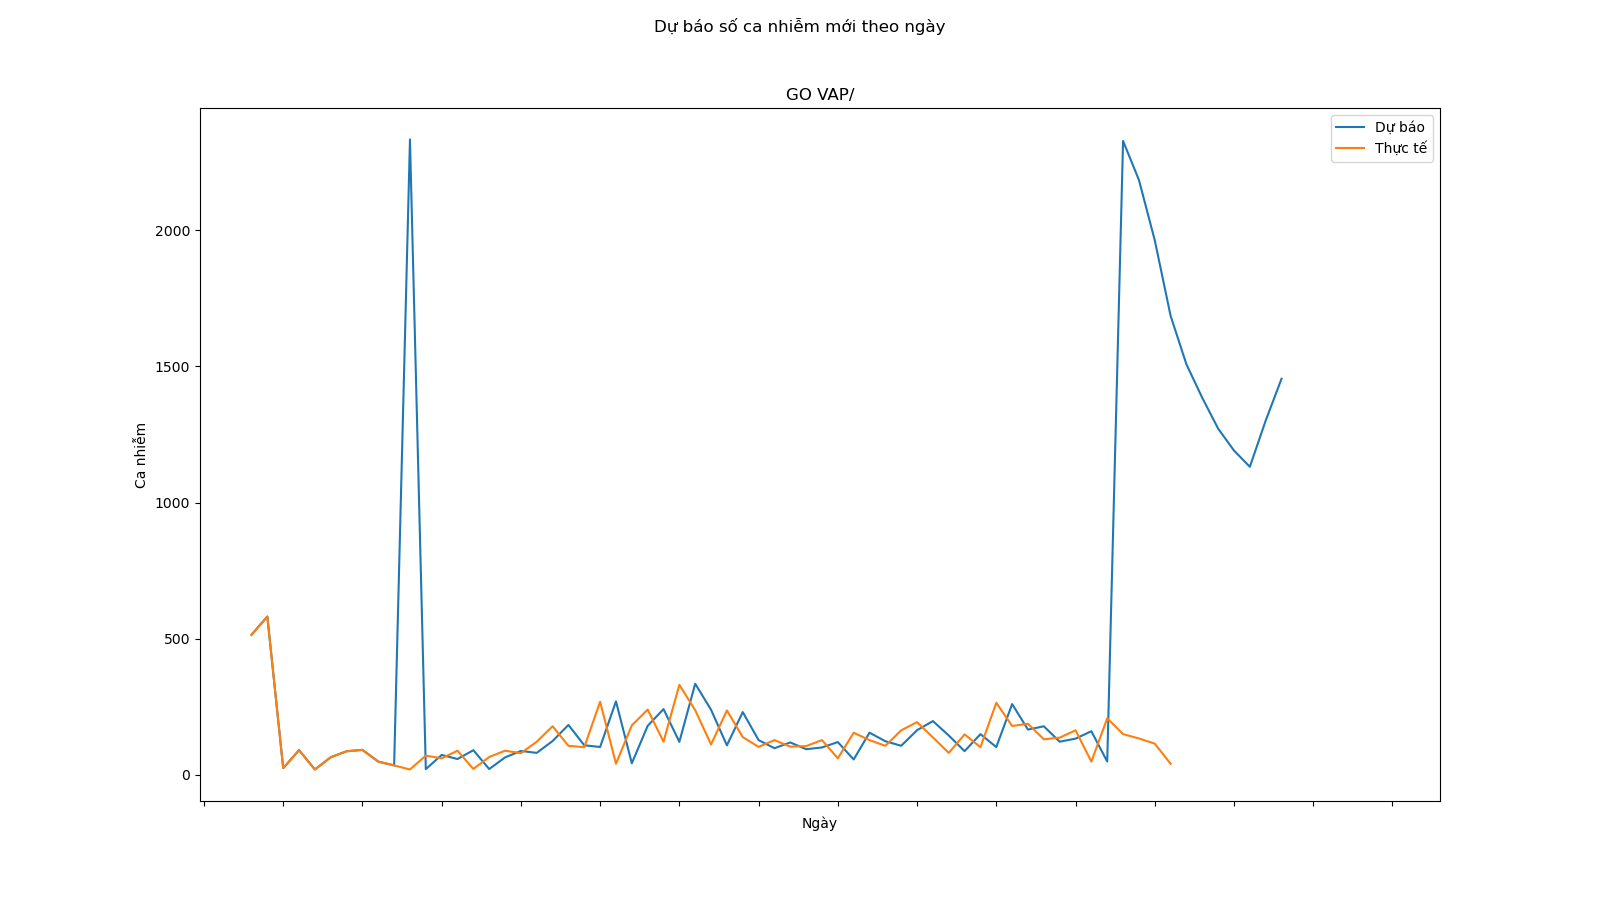 Dự báo số ca nhiễm mới theo ngày
GO VAP/
Dự báo
Thực tế
2000
1500
1000
500
0
Ca nhiễm
Ngày